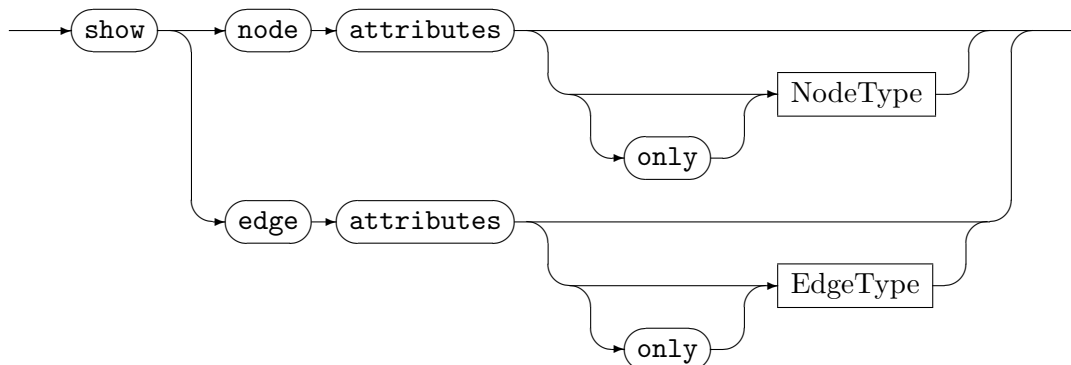 show node attributes
NodeType
only
edge attributes
EdgeType
only